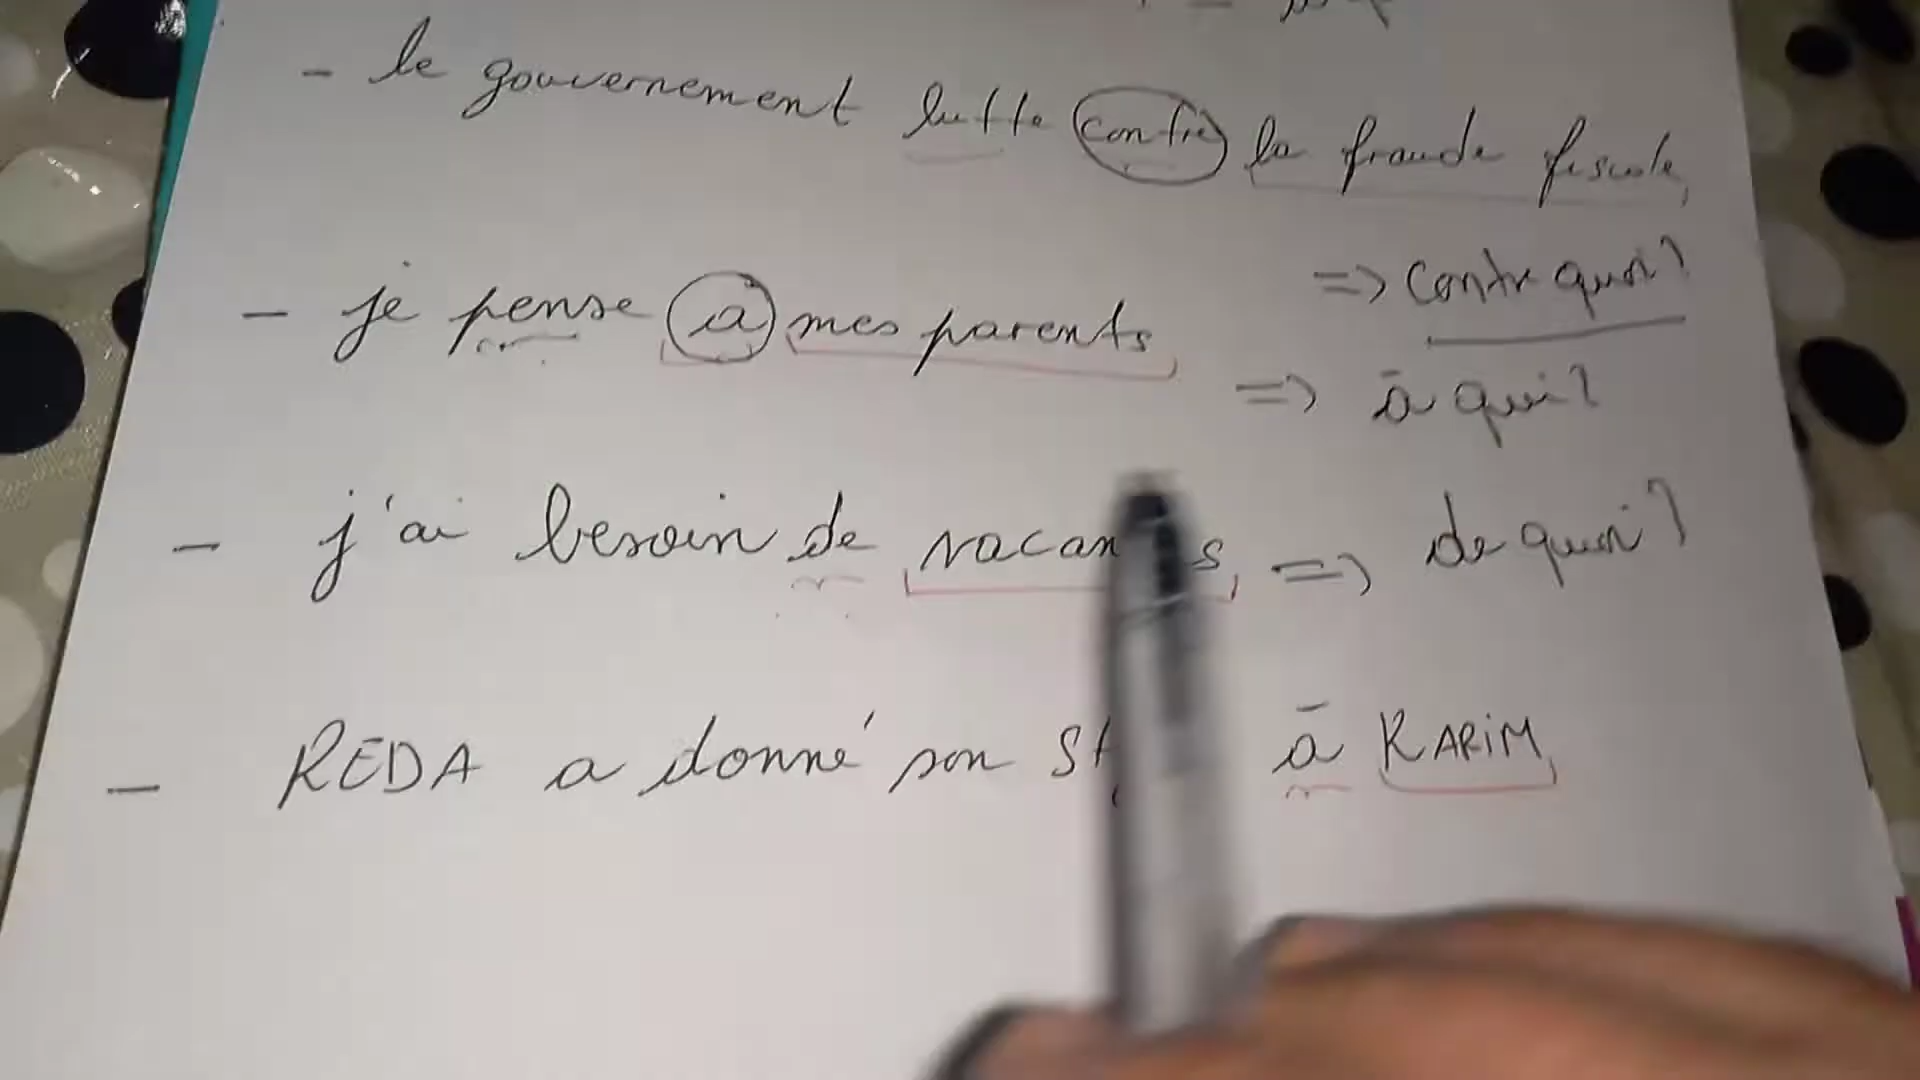 - le gouvernement lutte contre la fraude fiscale
=> contre quoi?
- je pense à mes parents
=> à qui?
- j'ai besoin de vacances => de quoi?
- REDA a donné son à KARIM